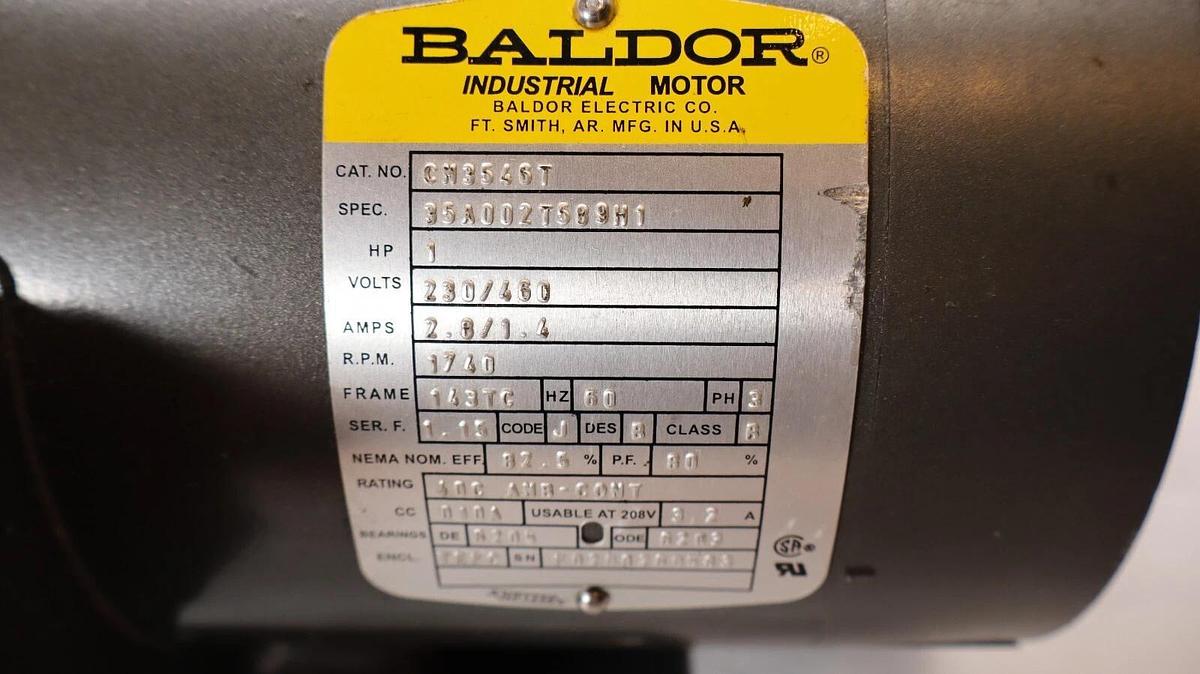 BALDOR®
INDUSTRIAL MOTOR
BALDOR ELECTRIC CO.
FT. SMITH, AR. MFG. IN U.S.A.
CAT. NO. CM3546T
SPEC. 35A002T589H1
HP 1
VOLTS 230/460
AMPS 2.8/1.4
R.P.M. 1740
FRAME 143TC HZ 60 PH 3
SER. F. 1.15 CODE J DES B CLASS B
NEMA NOM. EFF. 82.5 % P.F. 80 %
RATING 40C AMB-CONT
CC 010A USABLE AT 208V 3.2 A
BEARINGS DE ODE
ENCL. SN
SA®